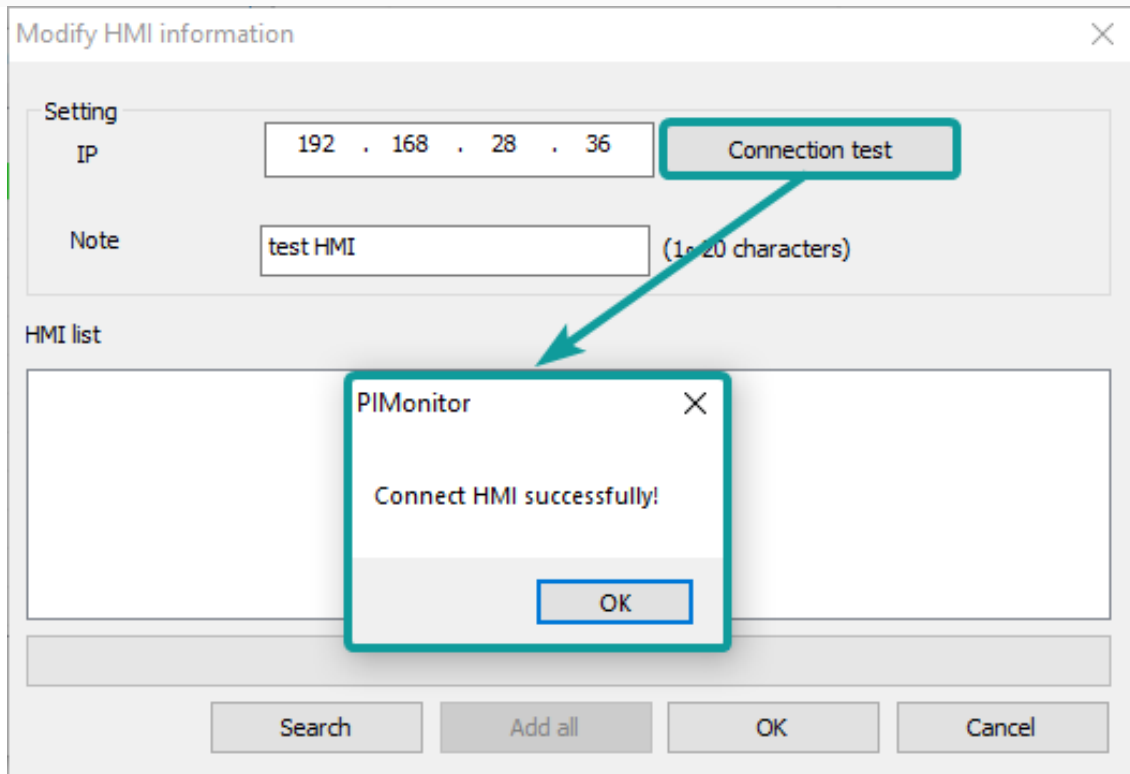 Modify HMI information
Setting
IP
192 . 168 . 28 . 36
Connection test
Note
test HMI
(1~20 characters)
HMI list
PIMonitor
Connect HMI successfully!
OK
Search
Add all
OK
Cancel